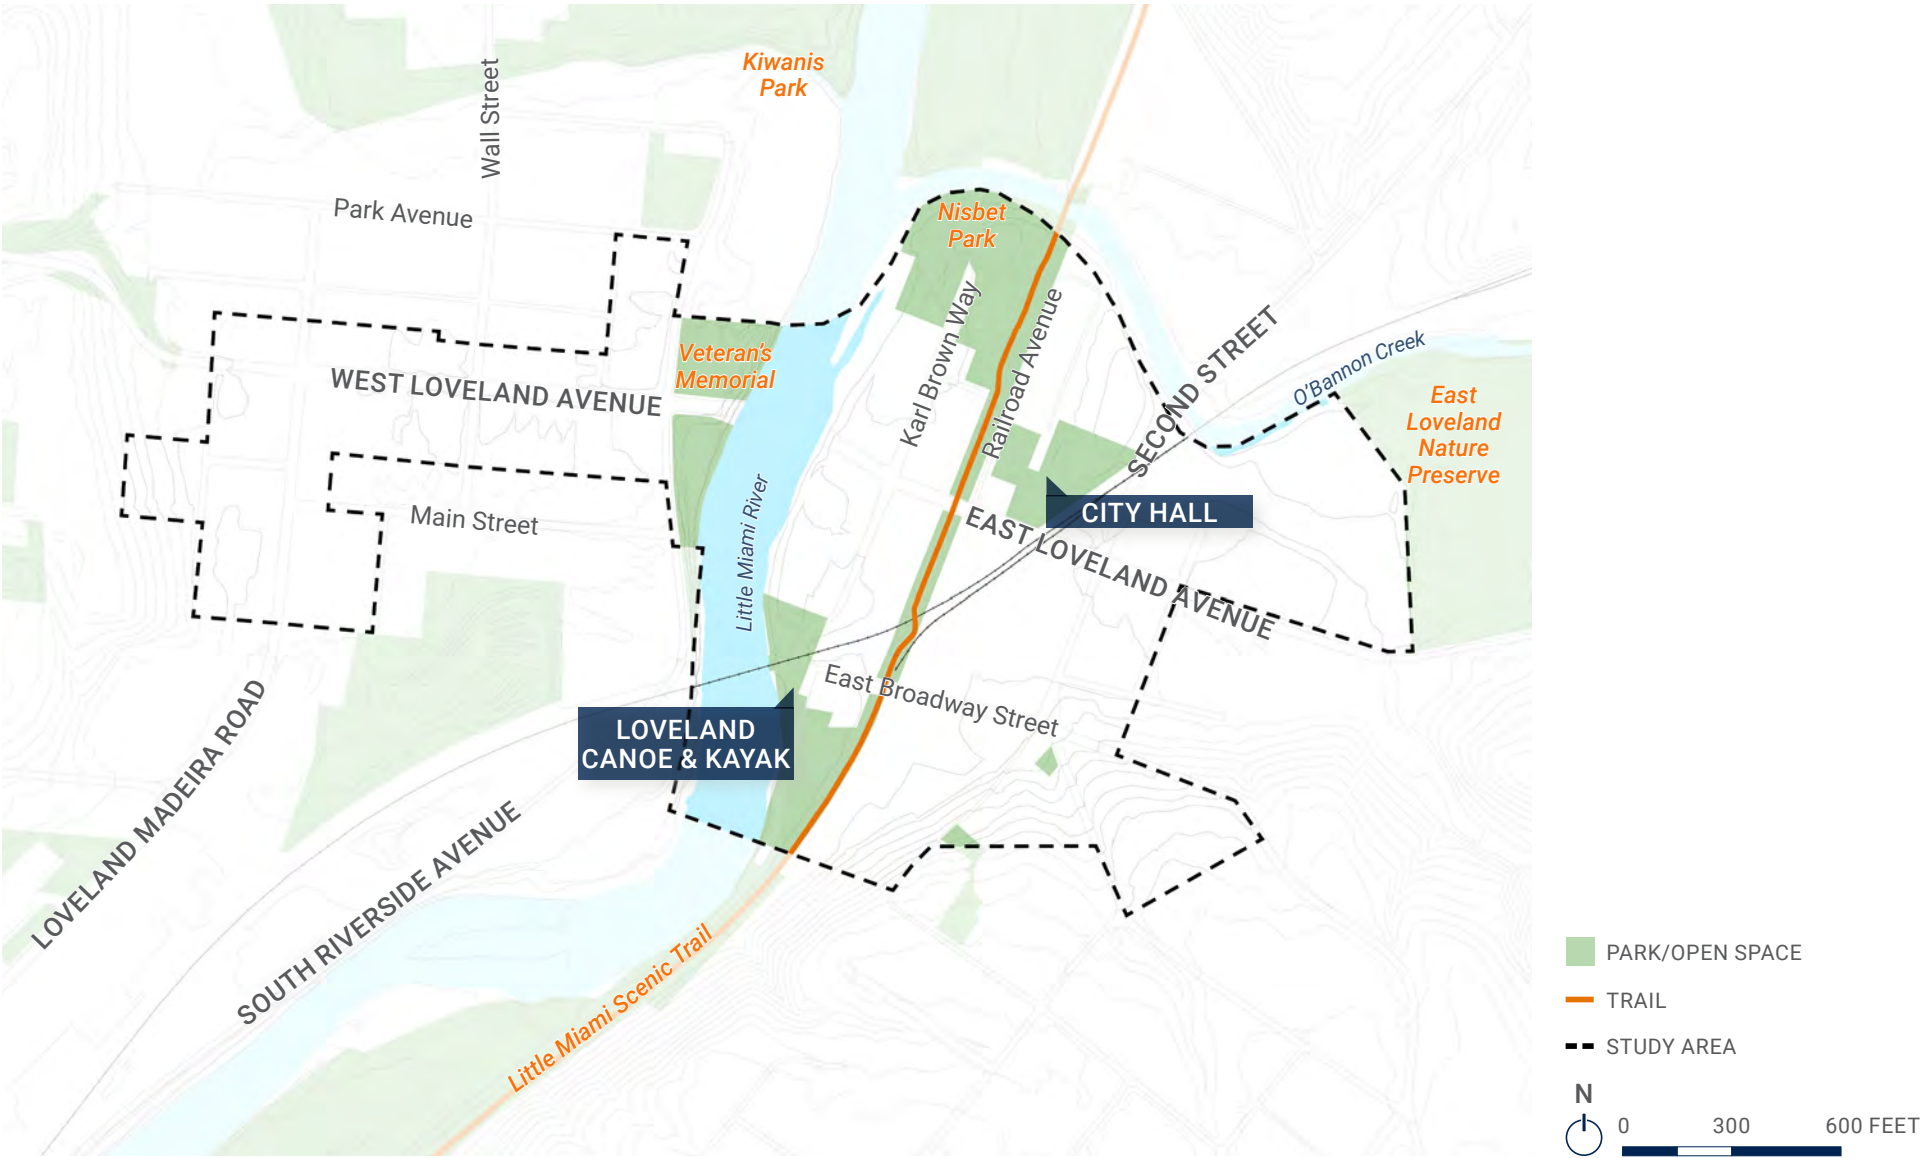 Kiwanis
Park
Wall Street
Park Avenue
Nisbet
Park
Karl Brown Way
Railroad Avenue
SECOND STREET
O'Bannon Creek
Veteran's
Memorial
WEST LOVELAND AVENUE
East
Loveland
Nature
Preserve
Main Street
Little Miami River
CITY HALL
EAST LOVELAND AVENUE
East Broadway Street
LOVELAND
CANOE & KAYAK
LOVELAND MADEIRA ROAD
SOUTH RIVERSIDE AVENUE
Little Miami Scenic Trail
PARK/OPEN SPACE
TRAIL
STUDY AREA
N
0 300 600 FEET